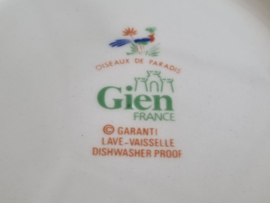 OISEAUX DE PARADIS
Gien
FRANCE
© GARANTI
LAVE-VAISSELLE
DISHWASHER PROOF